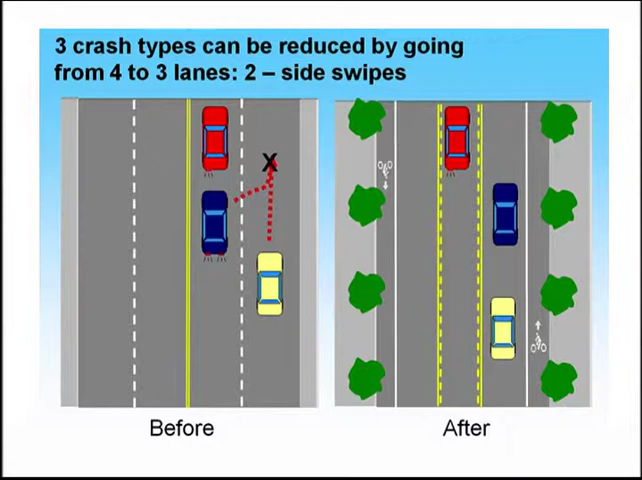 3 crash types can be reduced by going
from 4 to 3 lanes: 2 – side swipes
X
Before
After